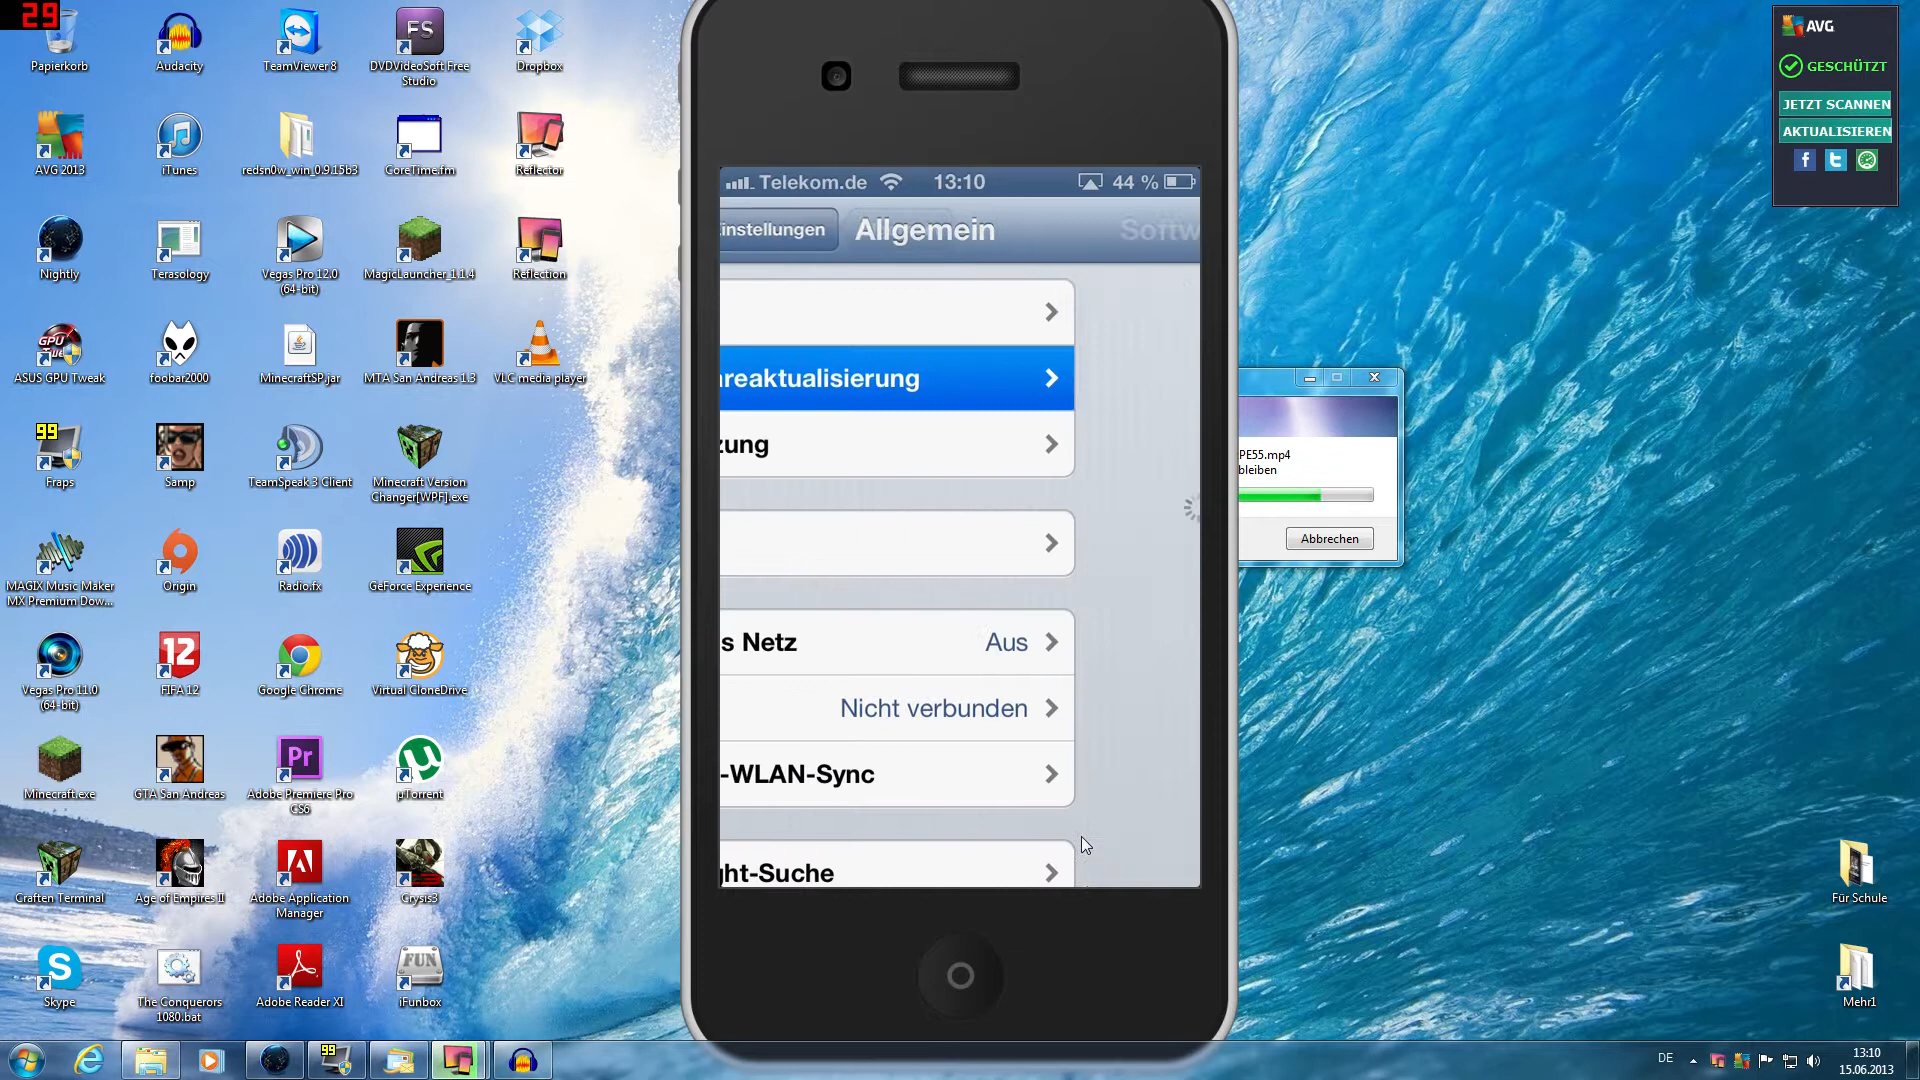 29
Papierkorb
Audacity
TeamViewer 8
DVDVideoSoft Free
Studio
Dropbox
AVG 2013
iTunes
redsn0w_win_0.9.15b3
CoreTime.fm
Reflector
Nightly
Terasology
Vegas Pro 12.0
(64-bit)
MagicLauncher_1.1.4
Reflection
ASUS GPU Tweak
foobar2000
MinecraftSP.jar
MTA San Andreas 1.3
VLC media player
99
Fraps
Samp
TeamSpeak 3 Client
Minecraft Version
Changer[WPF].exe
MAGIX Music Maker
MX Premium Dow...
Origin
Radio.fx
GeForce Experience
Vegas Pro 11.0
(64-bit)
12
FIFA 12
Google Chrome
Virtual CloneDrive
Minecraft.exe
GTA San Andreas
Pr
Adobe Premiere Pro
CS6
µTorrent
Craften Terminal
Age of Empires II
Adobe Application
Manager
Crysis3
Skype
The Conquerors
1080.bat
Adobe Reader XI
FUN
iFunbox
Telekom.de
13:10
44 %
instellungen
Allgemein
Softw
reaktualisierung
zung
s Netz
Aus
Nicht verbunden
-WLAN-Sync
ht-Suche
PE55.mp4
bleiben
Abbrechen
AVG
GESCHÜTZT
JETZT SCANNEN
AKTUALISIEREN
Für Schule
Mehr1
99
DE
13:10
15.06.2013